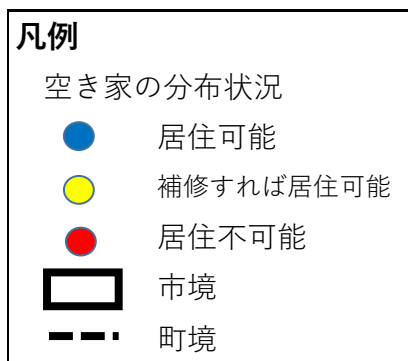 凡例
空き家の分布状況
居住可能
補修すれば居住可能
居住不可能
市境
町境